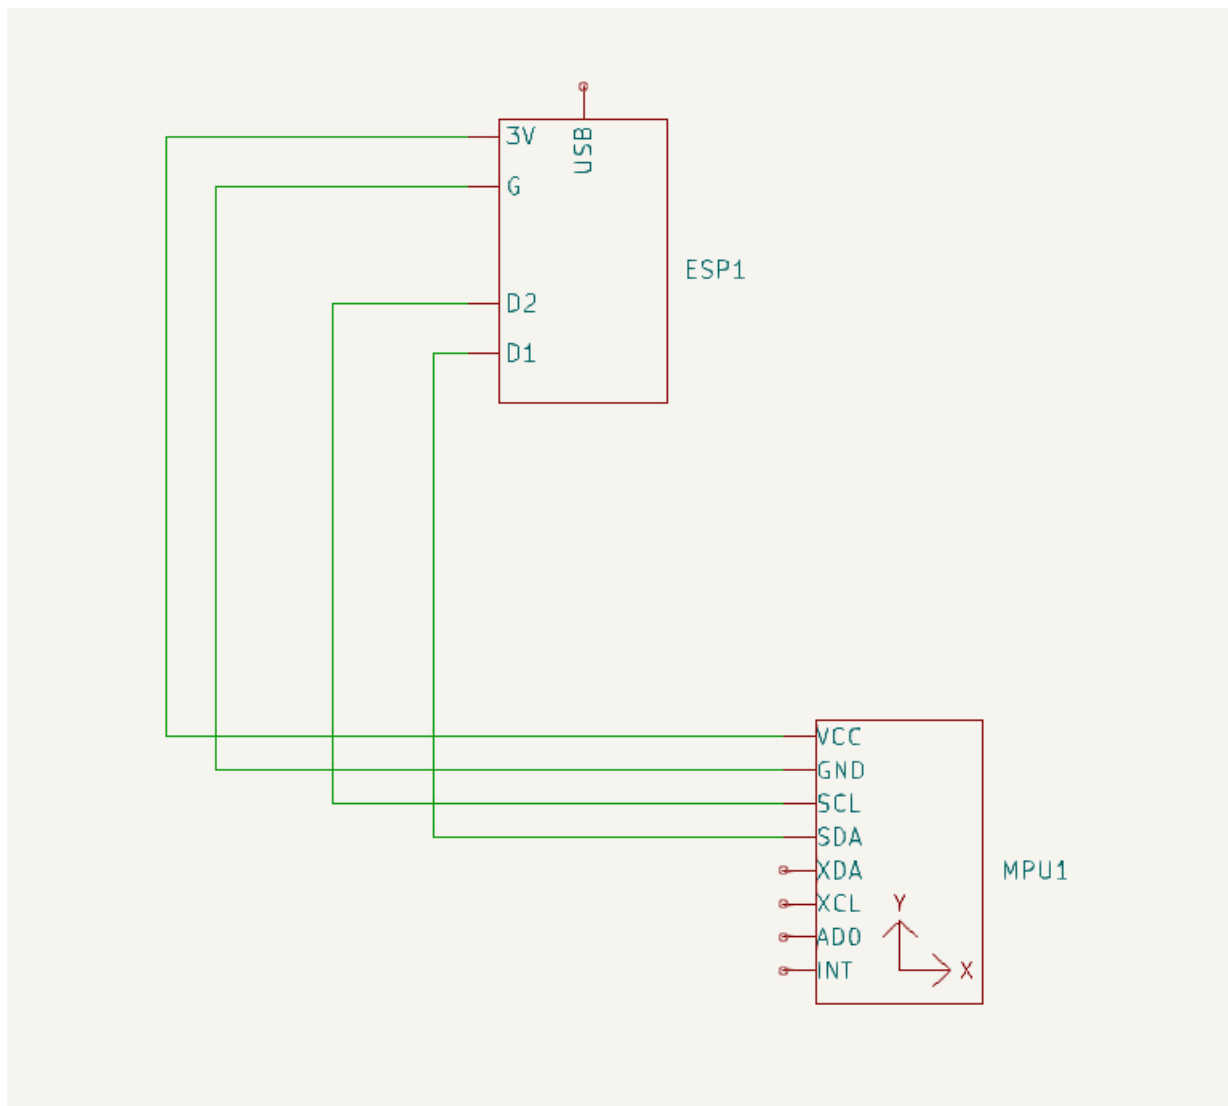 3V
USB
G
ESP1
D2
D1
VCC
GND
SCL
SDA
XDA
MPU1
XCL
Y
AD0
INT
X